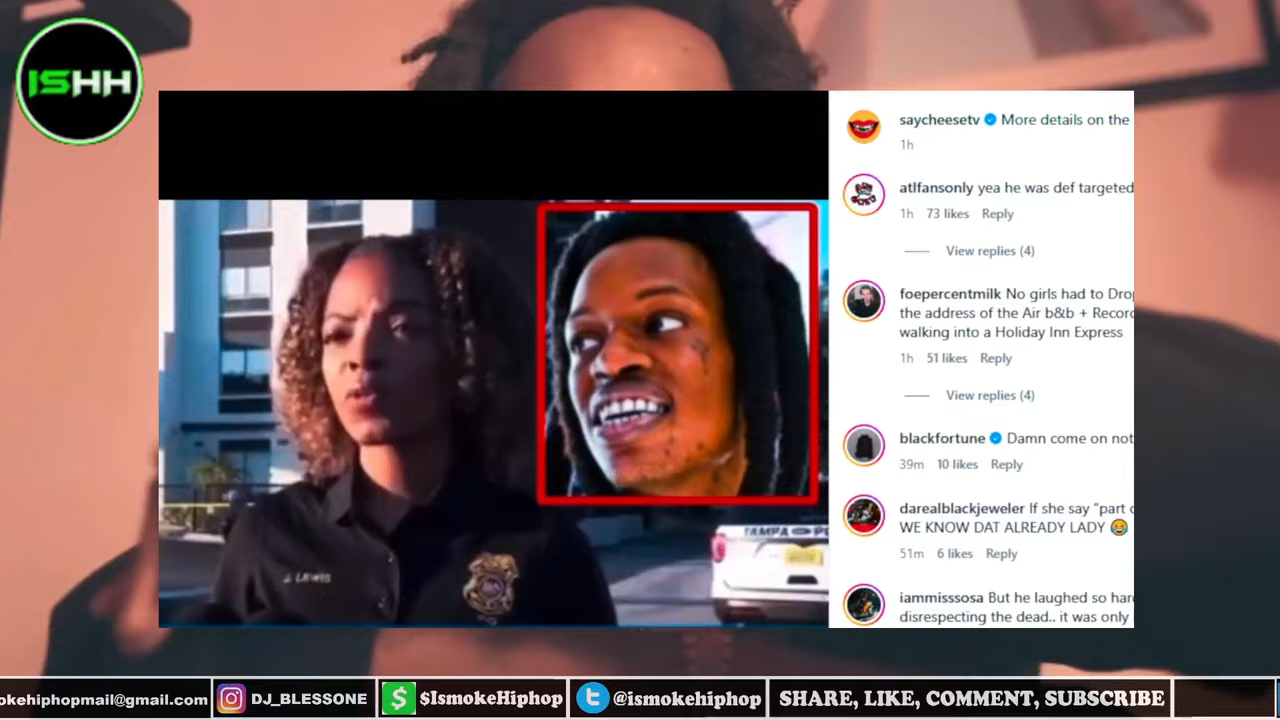 ISHH
saycheesetv More details on the
1h
atlfansonly yea he was def targeted
1h 73 likes Reply
View replies (4)
foepercentmilk No girls had to Drop
the address of the Air b&b + Record
walking into a Holiday Inn Express
1h 51 likes Reply
View replies (4)
blackfortune Damn come on not
39m 10 likes Reply
darealblackjeweler If she say "part o
WE KNOW DAT ALREADY LADY 😂
51m 6 likes Reply
iammisssosa But he laughed so hard
disrespecting the dead.. it was only
J. LEWIS
TAMPA PO
okehiphopmail@gmail.com
DJ_BLESSONE
$IsmokeHiphop
@ismokehiphop
SHARE, LIKE, COMMENT, SUBSCRIBE